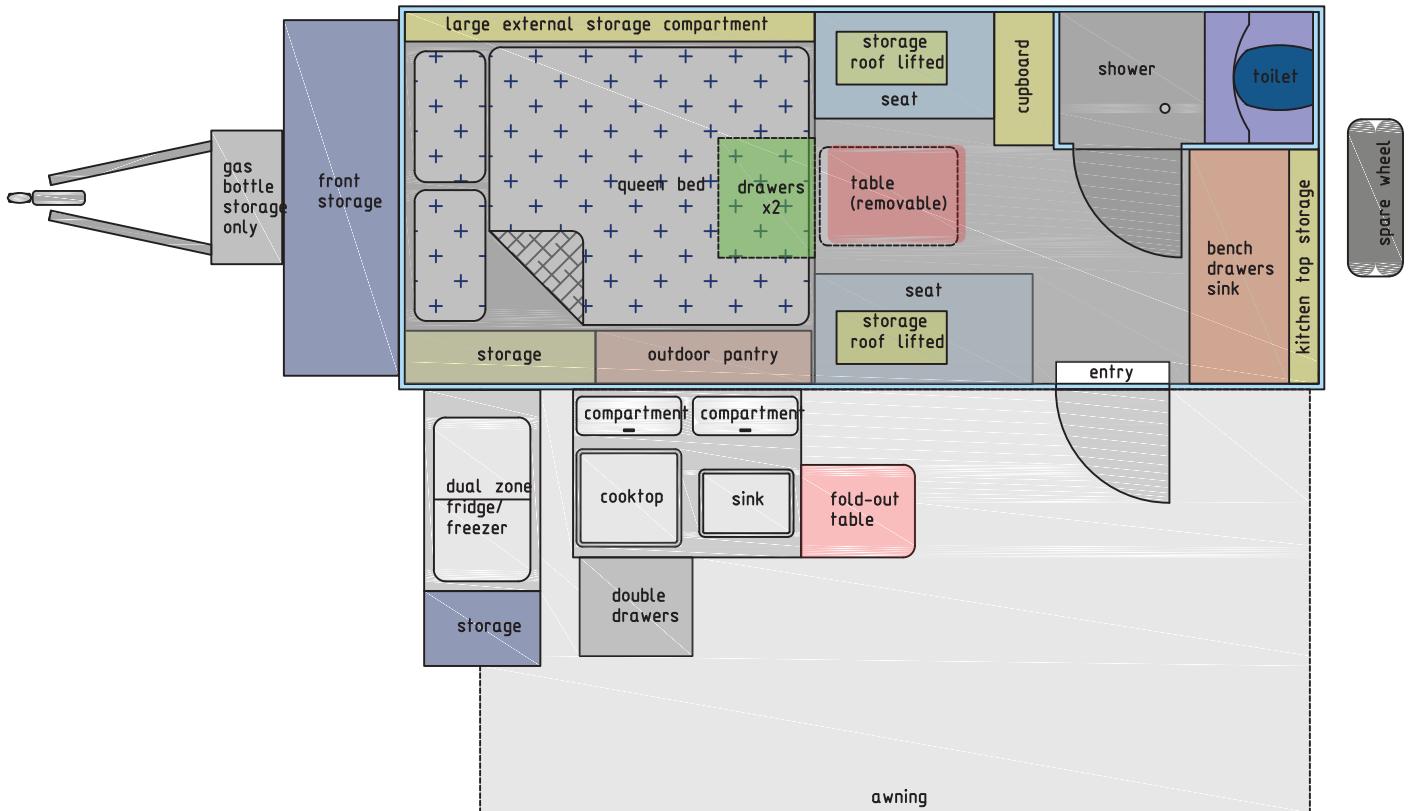 large external storage compartment
storage
roof lifted
seat
cupboard
shower
toilet
gas
bottle
storage
only
front
storage
queen bed
drawers
x2
table
(removable)
bench
drawers
sink
kitchen top storage
spare wheel
seat
storage
roof lifted
storage
outdoor pantry
entry
compartment
compartment
dual zone
fridge/
freezer
cooktop
sink
fold-out
table
double
drawers
storage
awning